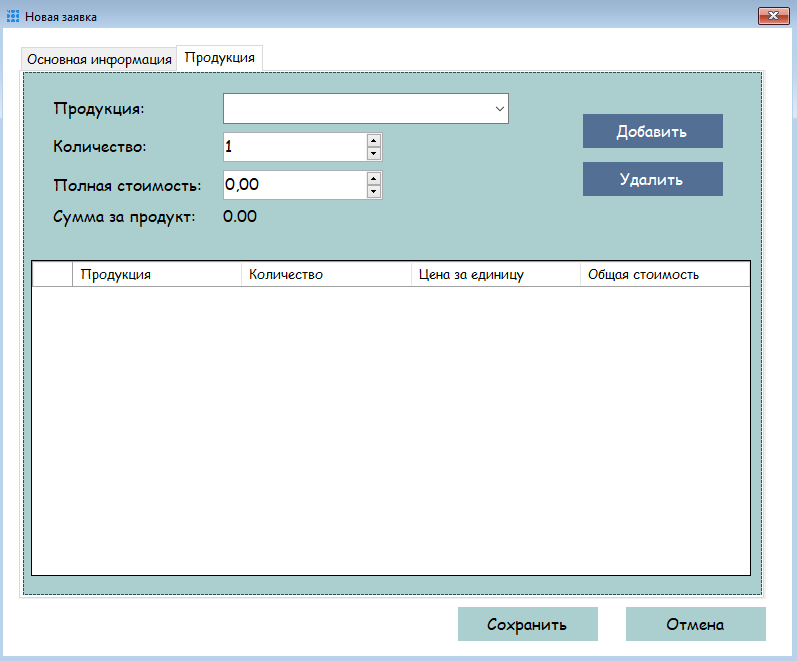 Новая заявка
Основная информация Продукция
Продукция:
Добавить
Количество: 1
Удалить
Полная стоимость: 0,00
Сумма за продукт: 0.00
Продукция Количество Цена за единицу Общая стоимость
Сохранить Отмена